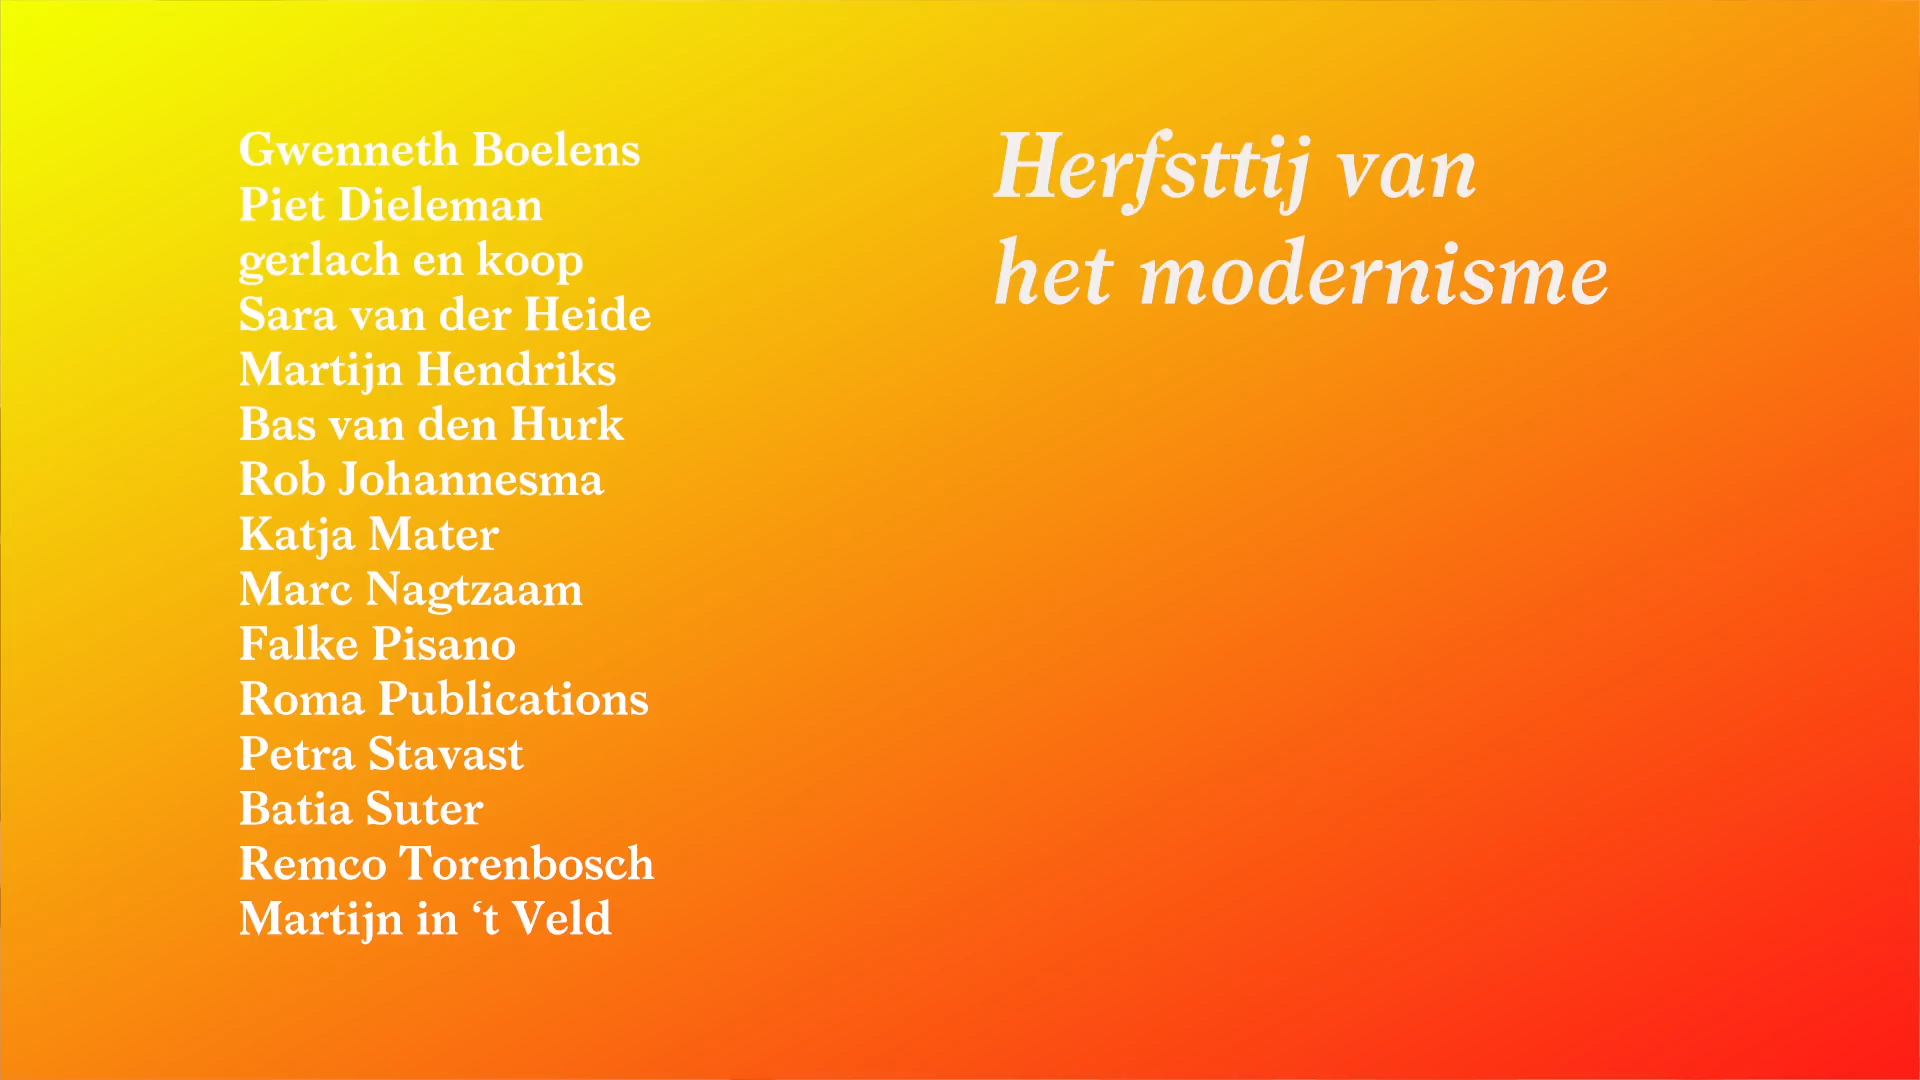 Gwenneth Boelens
Piet Dieleman
gerlach en koop
Sara van der Heide
Martijn Hendriks
Bas van den Hurk
Rob Johannesma
Katja Mater
Marc Nagtzaam
Falke Pisano
Roma Publications
Petra Stavast
Batia Suter
Remco Torenbosch
Martijn in ‘t Veld
Herfsttij van
het modernisme